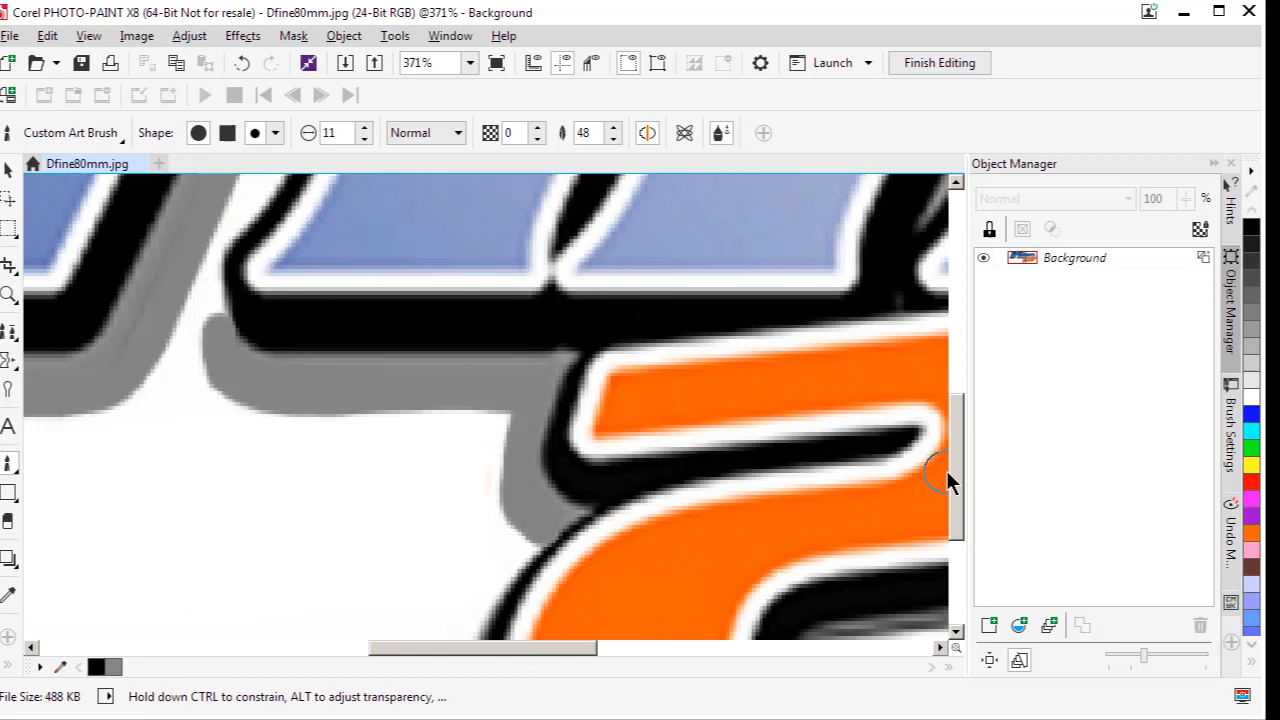 Corel PHOTO-PAINT X8 (64-Bit Not for resale) - Dfine80mm.jpg (24-Bit RGB) @371% - Background
File Edit View Image Adjust Effects Mask Object Tools Window Help
371% Launch Finish Editing
Custom Art Brush Shape: 11 Normal 0 48
Dfine80mm.jpg
Object Manager
Normal 100 %
Background
Hints
Object Manager
Brush Settings
Undo M...
File Size: 488 KB Hold down CTRL to constrain, ALT to adjust transparency, ...